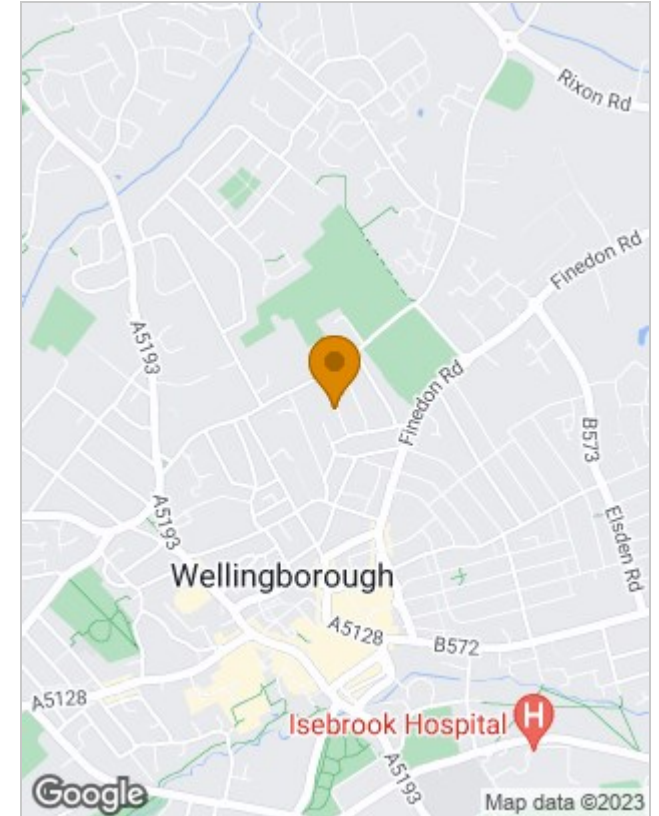 Rixon Rd
Finedon Rd
A5193
Finedon Rd
B573
A5193
Elsden Rd
Wellingborough
A5128
B572
A5128
Isebrook Hospital H
A5193
Google
Map data ©2023